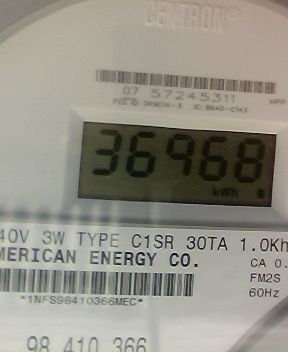 CENTRON®
07 57245311
36968
kWh
40V 3W TYPE C1SR 30TA 1.0Kh
MERICAN ENERGY CO.
CA 0.
FM2S
60Hz
*1NFS98410366MEC*
98 410 366